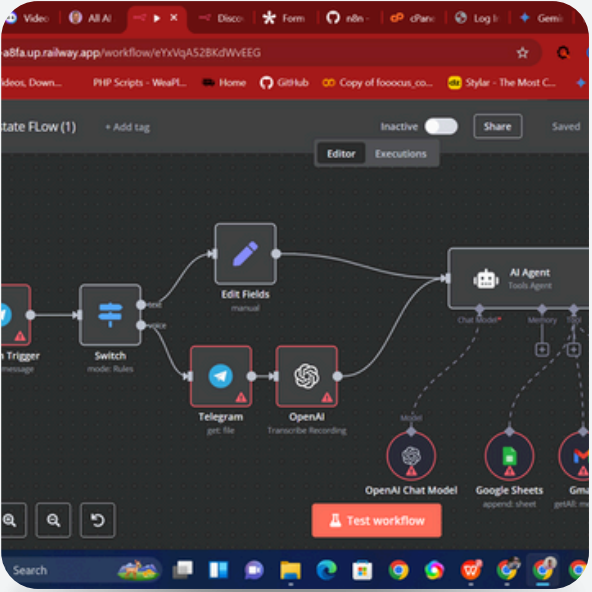 Video
All AI
Disco
Form
n8n -
cPane
Log In
Gemi
-a8fa.up.railway.app/workflow/eYxVqA52BKdWvEEG
ideos, Down...
PHP Scripts - WeaPl...
Home
GitHub
Copy of fooocus_co...
Stylar - The Most C...
state FLow (1)
+ Add tag
Inactive
Share
Saved
Editor
Executions
text
voice
Edit Fields
manual
AI Agent
Tools Agent
Chat Model*
Memory
Tool
Trigger
message
Switch
mode: Rules
Telegram
get: file
OpenAI
Transcribe Recording
Model
OpenAI Chat Model
append: sheet
Google Sheets
Gma
getAll: me
Test workflow
Search